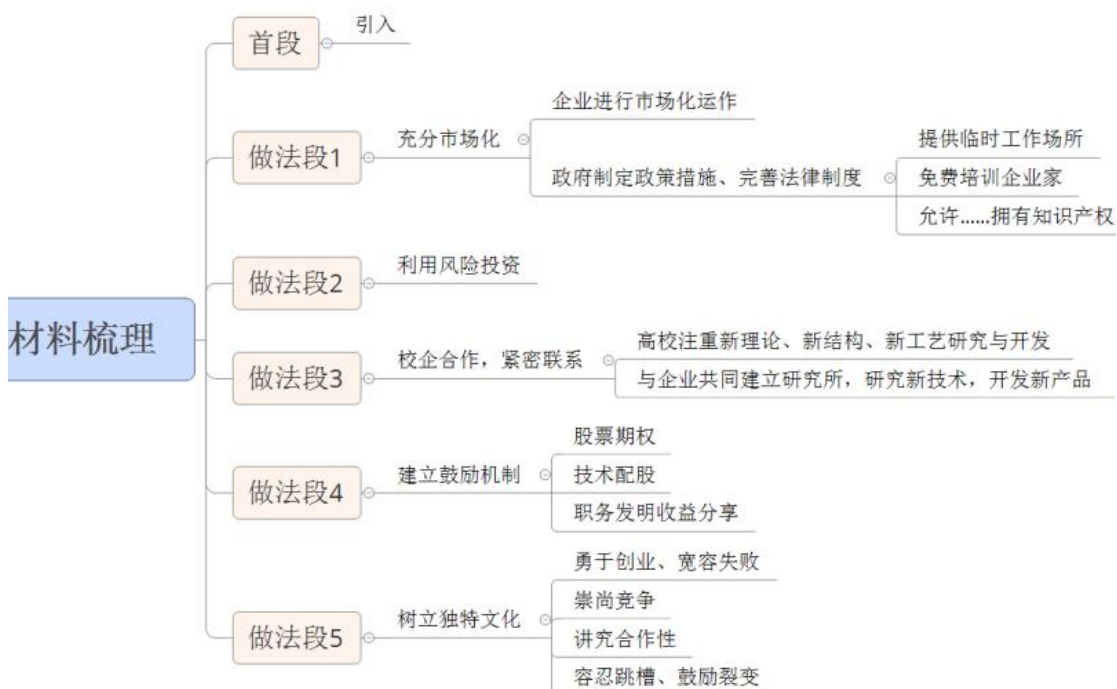 材料梳理
首段
引入
做法段1
充分市场化
企业进行市场化运作
政府制定政策措施、完善法律制度
提供临时工作场所
免费培训企业家
允许......拥有知识产权
做法段2
利用风险投资
做法段3
校企合作，紧密联系
高校注重新理论、新结构、新工艺研究与开发
与企业共同建立研究所，研究新技术，开发新产品
做法段4
建立鼓励机制
股票期权
技术配股
职务发明收益分享
做法段5
树立独特文化
勇于创业、宽容失败
崇尚竞争
讲究合作性
容忍跳槽、鼓励裂变